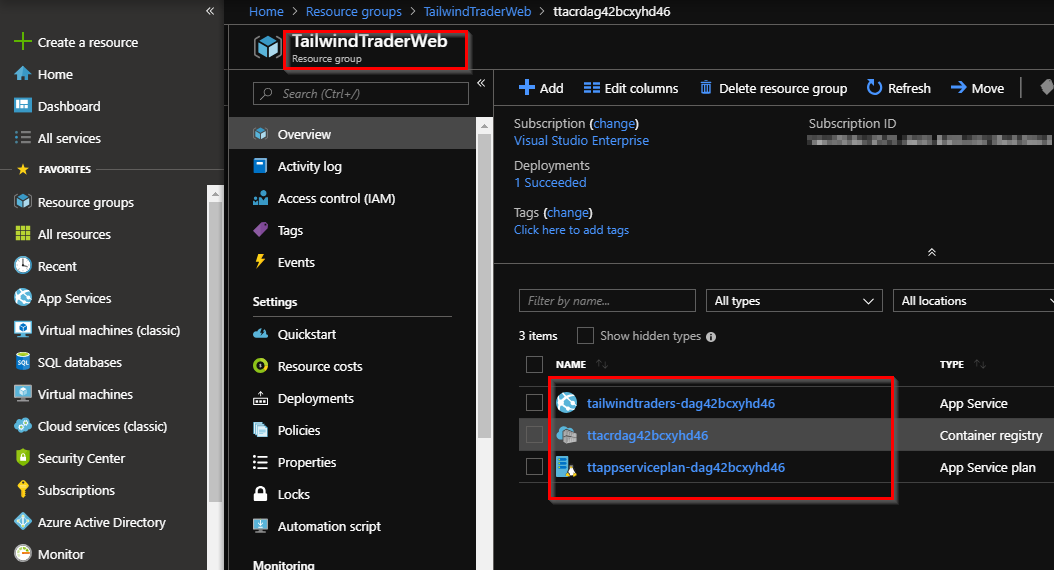 «
Create a resource
Home
Dashboard
All services
FAVORITES
Resource groups
All resources
Recent
App Services
Virtual machines (classic)
SQL databases
Virtual machines
Cloud services (classic)
Security Center
Subscriptions
Azure Active Directory
Monitor
Home > Resource groups > TailwindTraderWeb > ttacrdag42bcxyhd46
TailwindTraderWeb
Resource group
Search (Ctrl+/)
«
Overview
Activity log
Access control (IAM)
Tags
Events
Settings
Quickstart
Resource costs
Deployments
Policies
Properties
Locks
Automation script
Monitoring
Add Edit columns Delete resource group Refresh Move
Subscription (change)
Visual Studio Enterprise
Subscription ID
Deployments
1 Succeeded
Tags (change)
Click here to add tags
Filter by name... All types All locations
3 items Show hidden types
NAME TYPE
tailwindtraders-dag42bcxyhd46 App Service
ttacrdag42bcxyhd46 Container registry
ttappserviceplan-dag42bcxyhd46 App Service plan